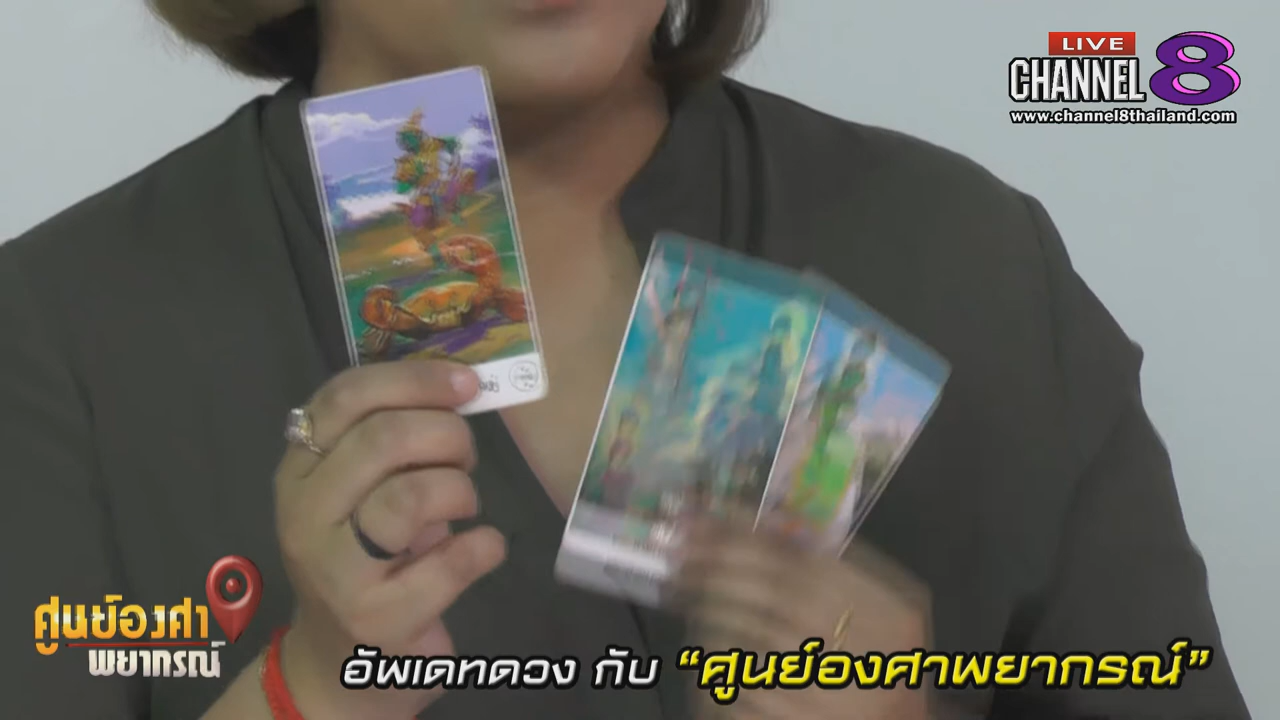 LIVE
CHANNEL 8
www.channel8thailand.com
ศูนย์องศา
พยากรณ์
อัพเดทดวง กับ “ศูนย์องศาพยากรณ์”